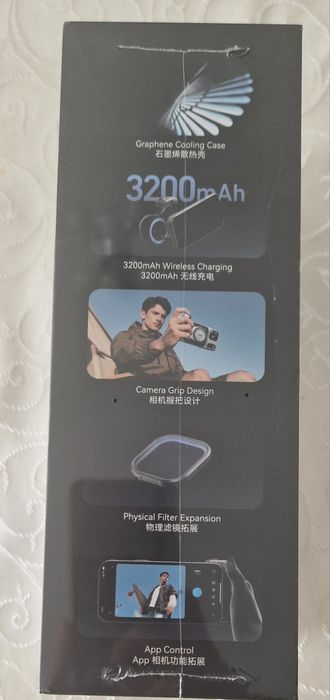 Graphene Cooling Case
石墨烯散热壳
3200mAh
3200mAh Wireless Charging
3200mAh 无线充电
Camera Grip Design
相机握把设计
Physical Filter Expansion
物理滤镜拓展
App Control
App 相机功能拓展